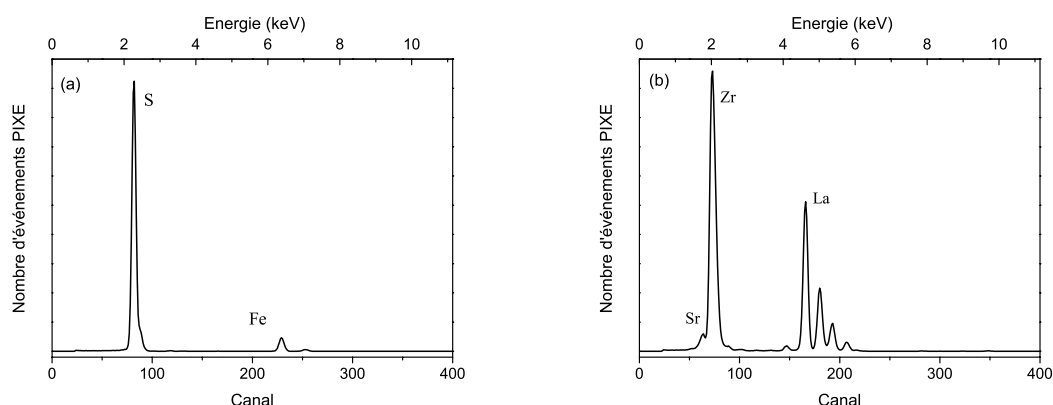 Energie (keV)
0 2 4 6 8 10
(a)
S
Fe
Nombre d'événements PIXE
0 100 200 300 400
Canal
Energie (keV)
0 2 4 6 8 10
(b)
Zr
La
Sr
Nombre d'événements PIXE
0 100 200 300 400
Canal